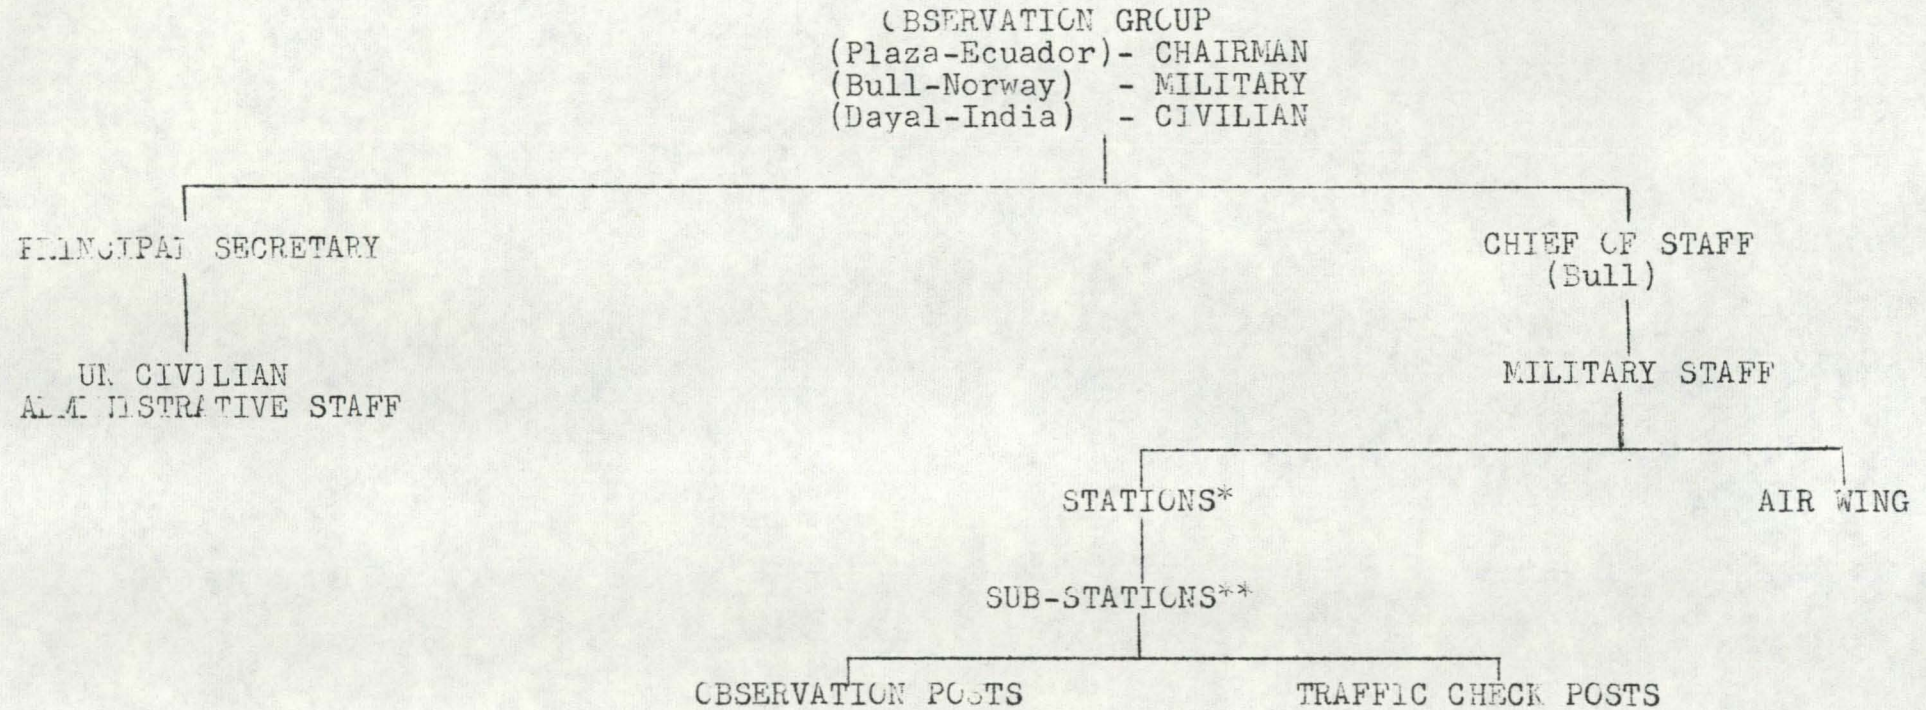 OBSERVATION GROUP
(Plaza-Ecuador)- CHAIRMAN
(Bull-Norway) - MILITARY
(Dayal-India) - CIVILIAN
PRINCIPAL SECRETARY
CHIEF OF STAFF
(Bull)
UN CIVILIAN
ADMINISTRATIVE STAFF
MILITARY STAFF
STATIONS*
AIR WING
SUB-STATIONS**
OBSERVATION POSTS
TRAFFIC CHECK POSTS